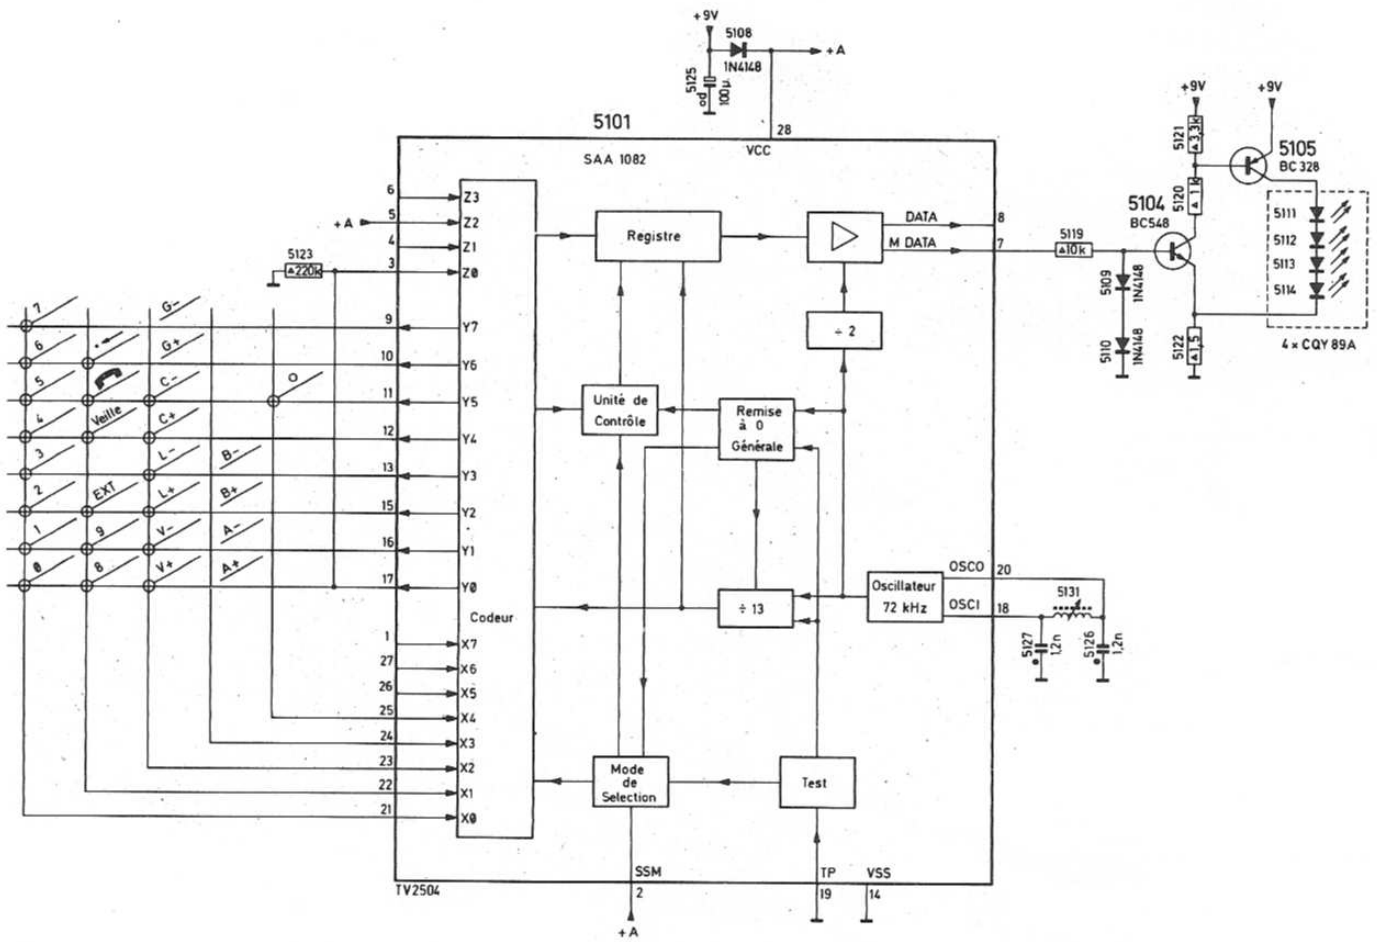 +9V
5108
1N4148
+A
5125
od
100µ
28
VCC
5101
SAA 1082
+9V
+9V
5121
▲3,3k
5105
BC 328
5120
▲1k
5104
BC548
5119
▲10k
5109
1N4148
5110
1N4148
5122
▲1,5
5111
5112
5113
5114
4 x CQY 89A
6
Z3
+A
5
Z2
4
Z1
5123
▲220k
3
Z0
Registre
DATA
8
M DATA
7
÷ 2
7
G-
9
Y7
6
G+
10
Y6
5
C-
O
11
Y5
4
Veille
C+
12
Y4
3
L-
B-
13
Y3
2
EXT
L+
B+
15
Y2
1
9
V-
A-
16
Y1
0
8
V+
A+
17
Y0
Unité de
Contrôle
Remise
à 0
Générale
÷ 13
Oscillateur
72 kHz
OSCO
20
OSCI
18
5131
5127
1,2n
5126
1,2n
Codeur
1
X7
27
X6
26
X5
25
X4
24
X3
23
X2
22
X1
21
X0
Mode
de
Selection
Test
TV2504
SSM
2
+A
TP
19
VSS
14